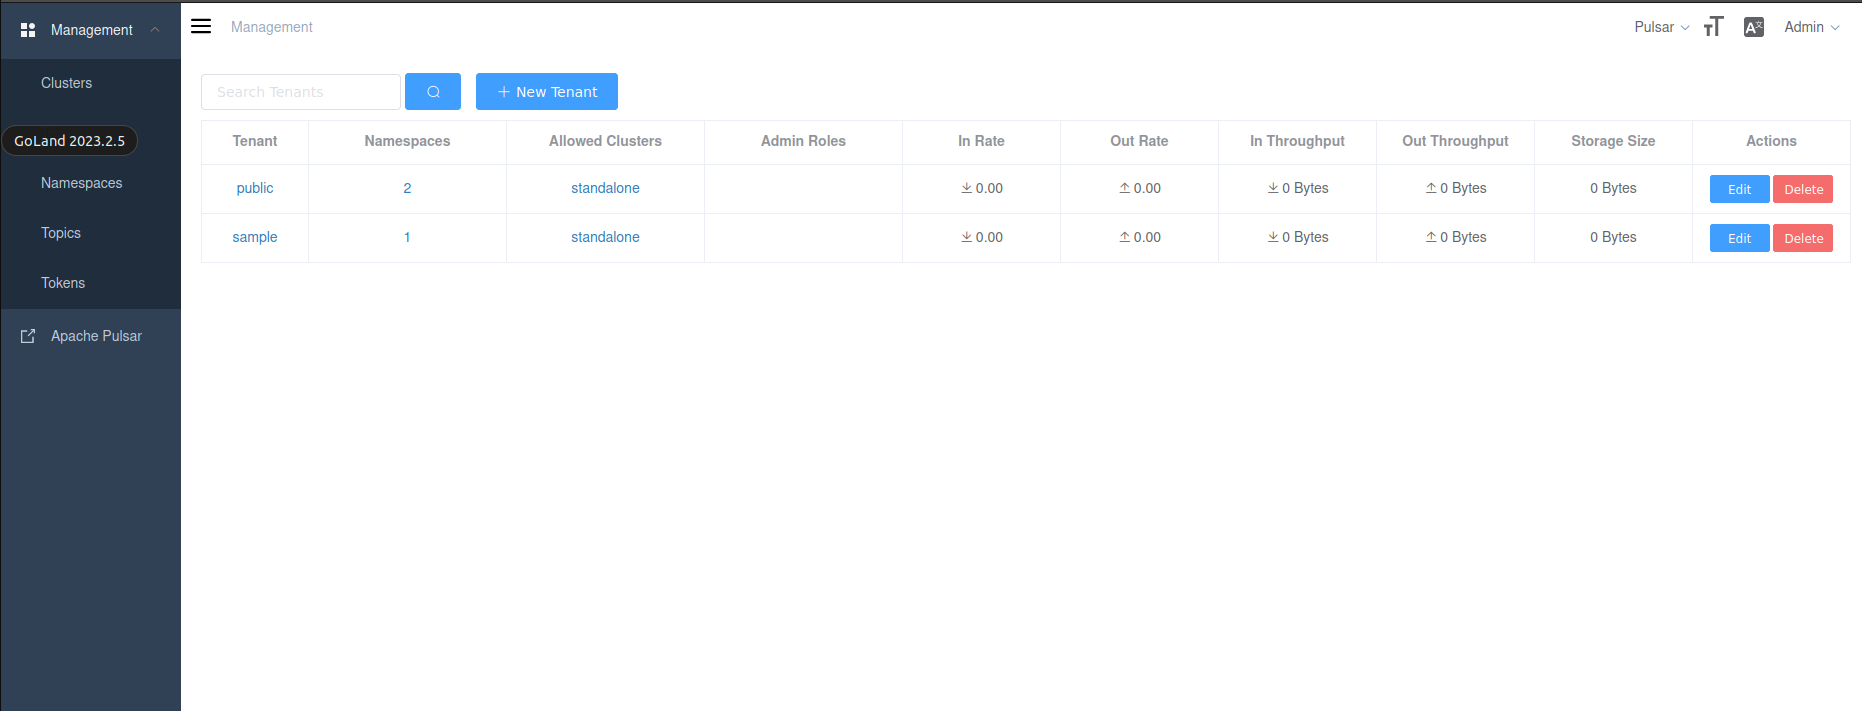 Management
Clusters
GoLand 2023.2.5
Namespaces
Topics
Tokens
Apache Pulsar
Management
Pulsar
Admin
Search Tenants
New Tenant
Tenant Namespaces Allowed Clusters Admin Roles In Rate Out Rate In Throughput Out Throughput Storage Size Actions
public 2 standalone 0.00 0.00 0 Bytes 0 Bytes 0 Bytes Edit Delete
sample 1 standalone 0.00 0.00 0 Bytes 0 Bytes 0 Bytes Edit Delete